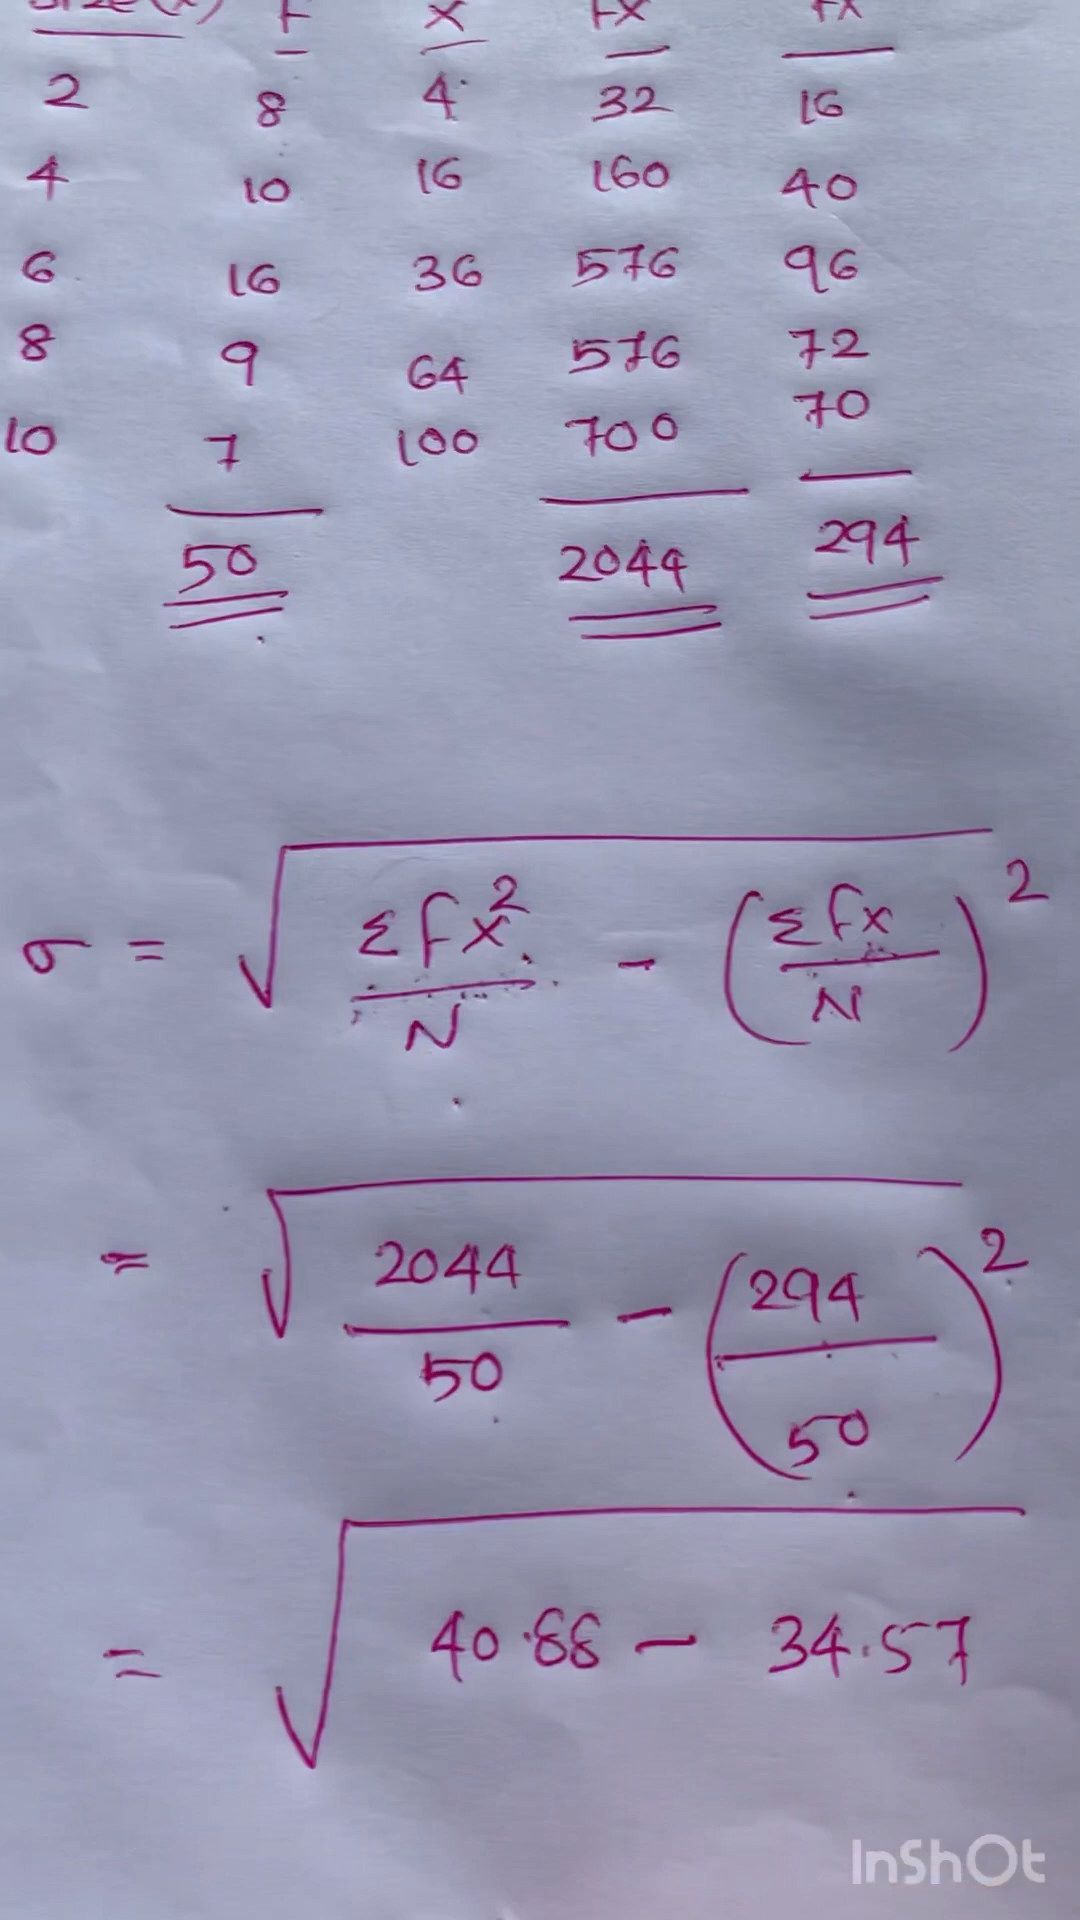 f x fx fx
2 8 4 32 16
4 10 16 160 40
6 16 36 576 96
8 9 64 576 72
10 7 100 700 70
50 2044 294
σ = √ Σfx² / N - (Σfx / N)²
= √ 2044 / 50 - (294 / 50)²
= √ 40.88 - 34.57
InShOt